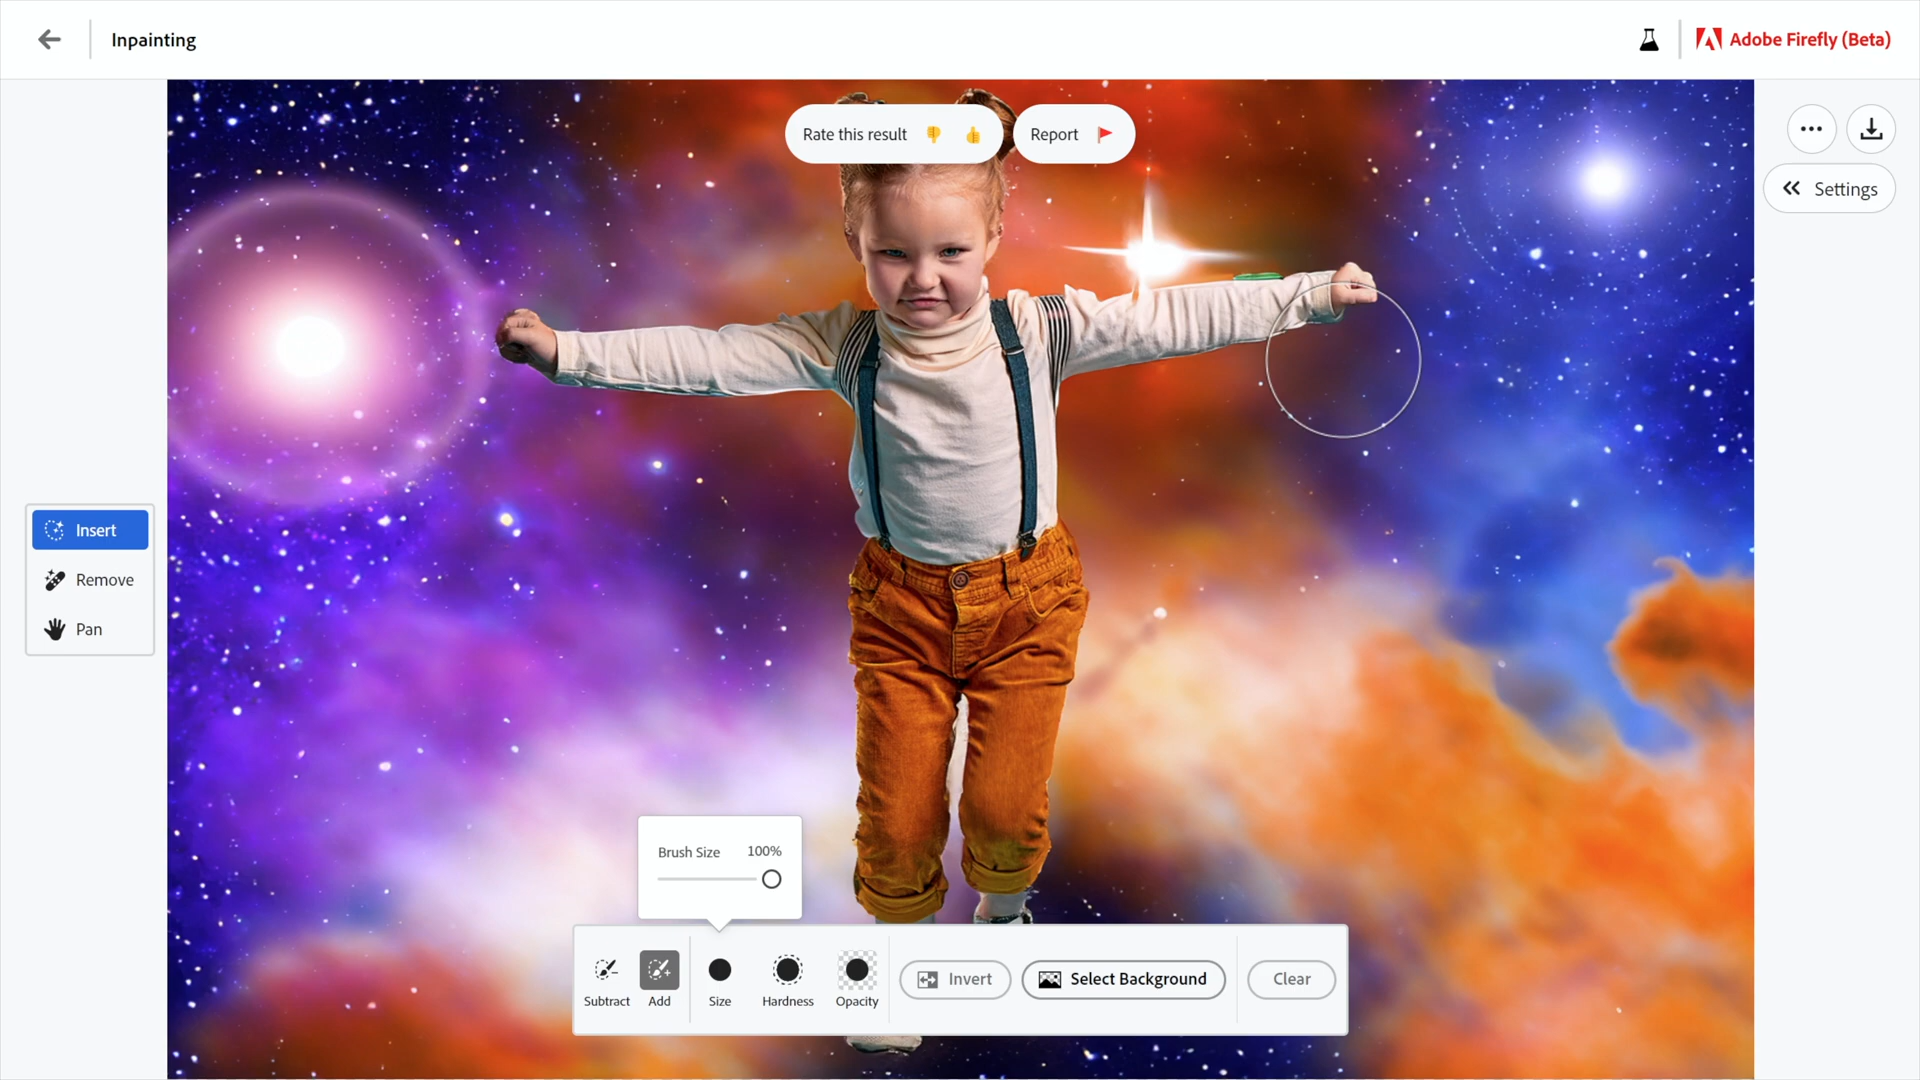 Inpainting
Adobe Firefly (Beta)
Rate this result
Report
Settings
Insert
Remove
Pan
Brush Size 100%
Subtract
Add
Size
Hardness
Opacity
Invert
Select Background
Clear